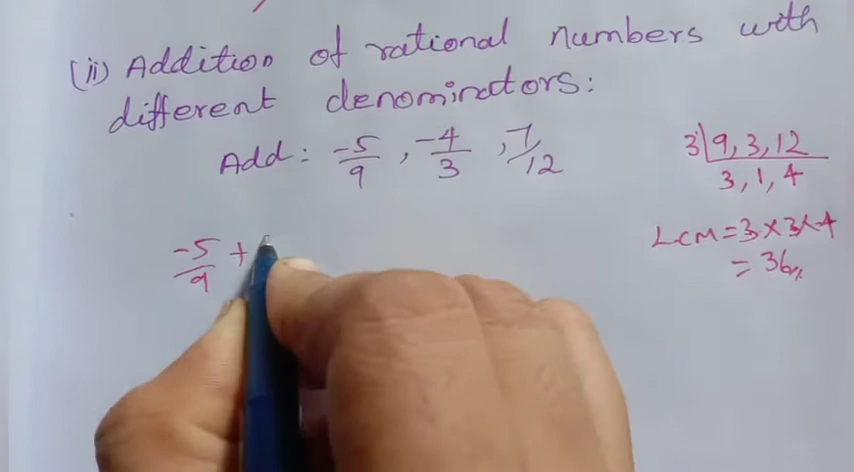 (ii) Addition of rational numbers with
different denominators:
Add: -5/9, -4/3, 7/12
3 | 9, 3, 12
3, 1, 4
LCM = 3 × 3 × 4
= 36
-5/9 +